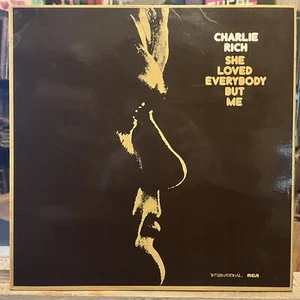 CHARLIE
RICH
SHE
LOVED
EVERYBODY
BUT
ME
INTERNATIONAL
RCA